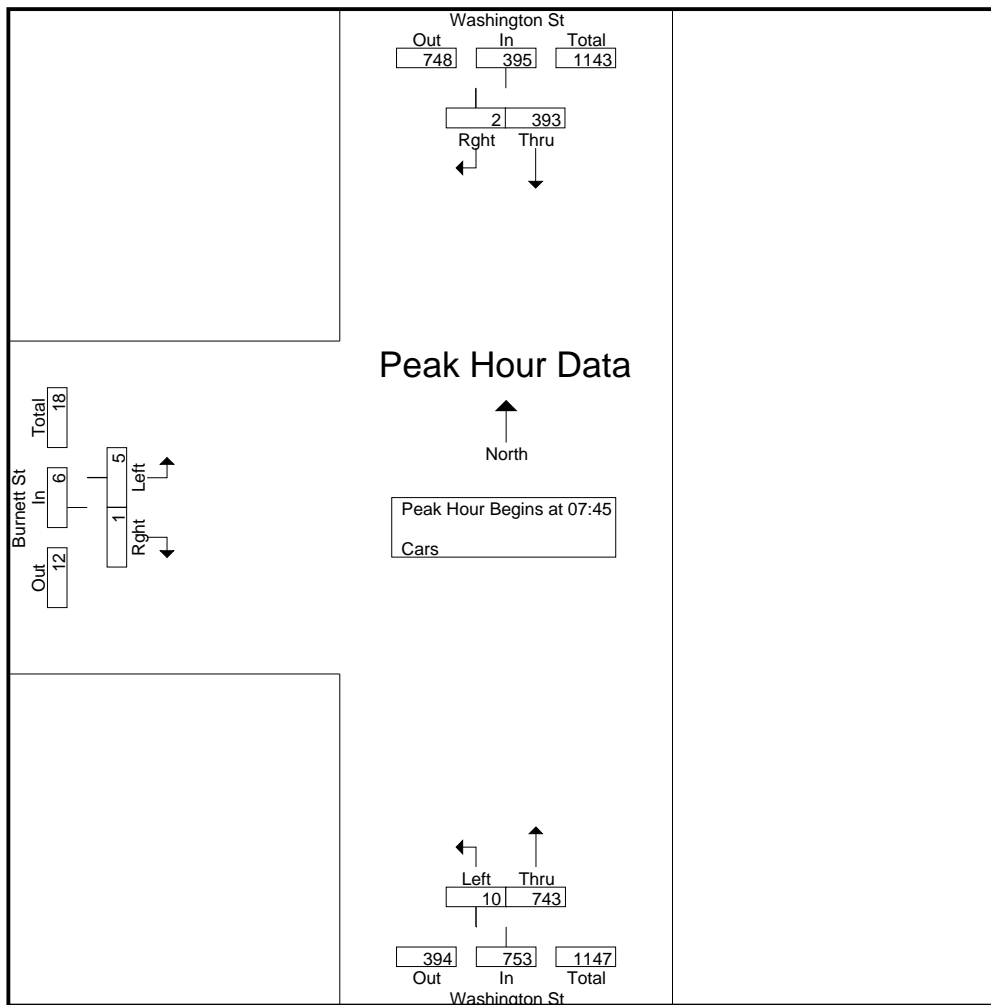 Washington St
Out In Total
748 395 1143
2 393
Rght Thru
Peak Hour Data
North
Peak Hour Begins at 07:45
Cars
Burnett St
Out In Total
12 6 18
1 5
Rght Left
Left Thru
10 743
394 753 1147
Out In Total
Washington St